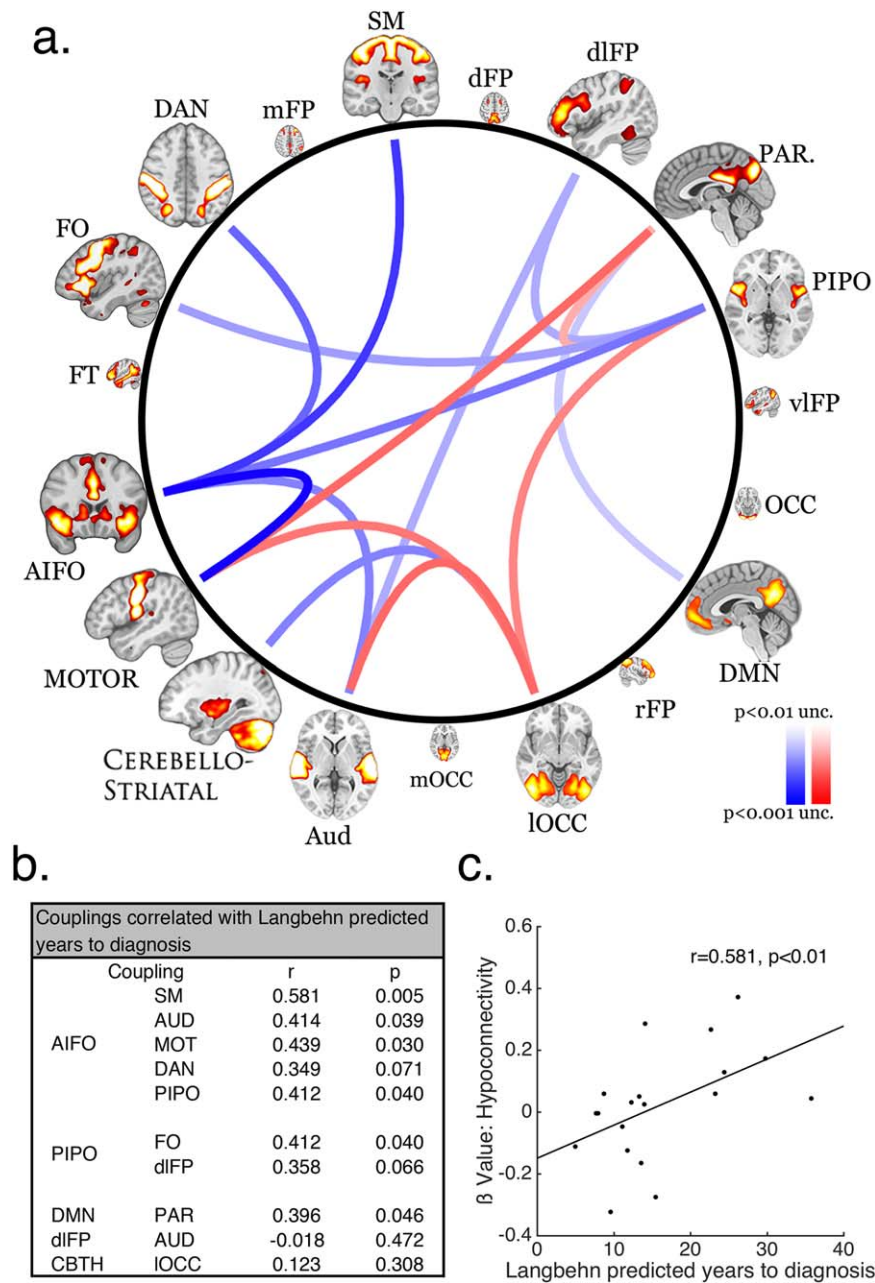 a.
SM
dFP
dlFP
mFP
DAN
PAR.
FO
PIPO
FT
vlFP
OCC
AIFO
MOTOR
DMN
rFP
CEREBELLO-
STRIATAL
mOCC
lOCC
Aud
p<0.01 unc.
p<0.001 unc.
b.
Couplings correlated with Langbehn predicted
years to diagnosis
Coupling r p
AIFO
SM 0.581 0.005
AUD 0.414 0.039
MOT 0.439 0.030
DAN 0.349 0.071
PIPO 0.412 0.040
PIPO
FO 0.412 0.040
dlFP 0.358 0.066
DMN PAR 0.396 0.046
dlFP AUD -0.018 0.472
CBTH lOCC 0.123 0.308
c.
r=0.581, p<0.01
ß Value: Hypoconnectivity
0.6
0.4
0.2
0
-0.2
-0.4
0 10 20 30 40
Langbehn predicted years to diagnosis